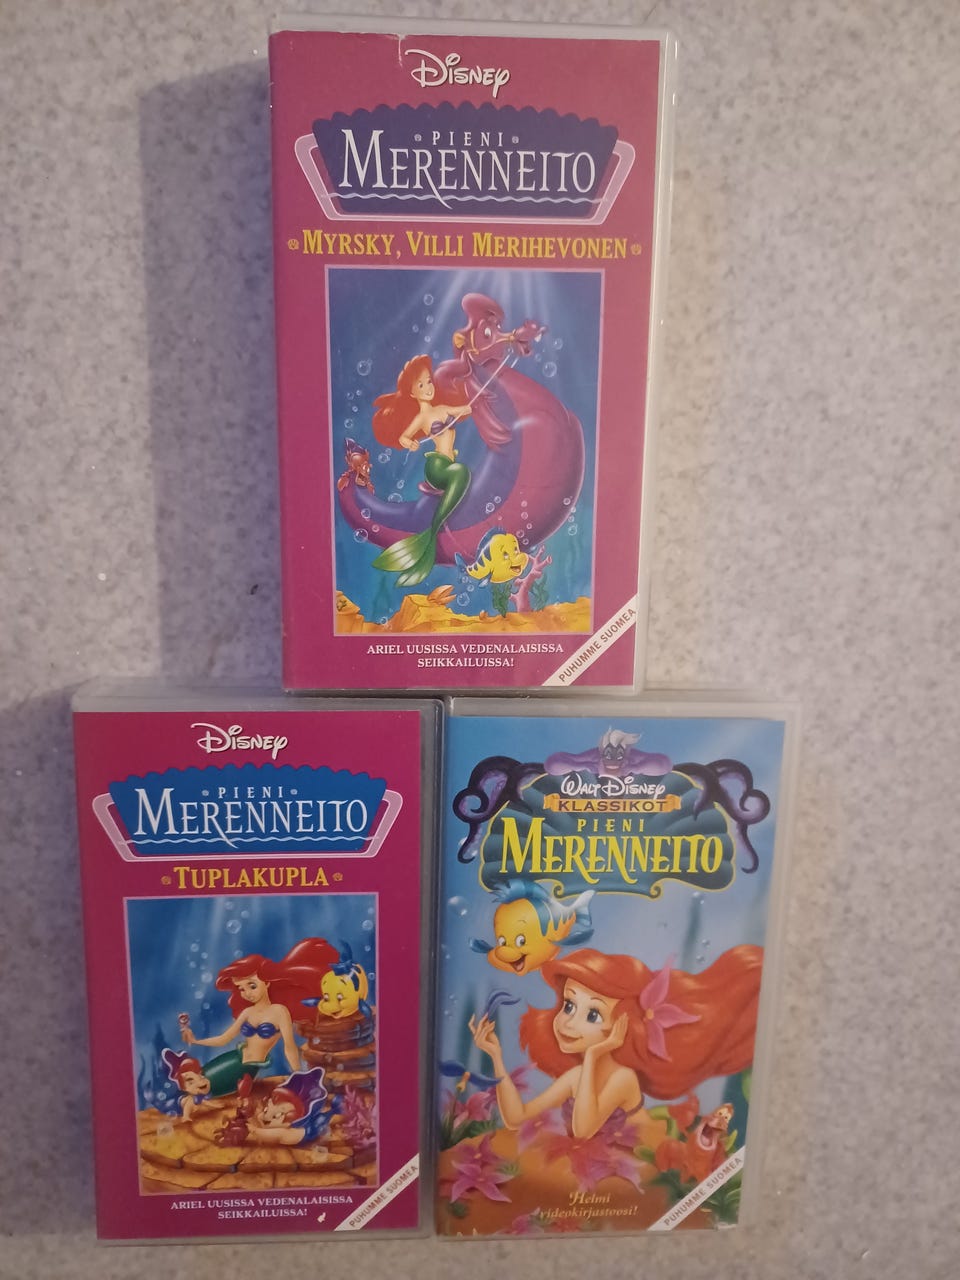 Disney
PIENI
MERENNEITO
MYRSKY, VILLI MERIHEVONEN
ARIEL UUSISSA VEDENALAISISSA
SEIKKAILUISSA!
PUHUMME SUOMEA
Disney
PIENI
MERENNEITO
TUPLAKUPLA
ARIEL UUSISSA VEDENALAISISSA
SEIKKAILUISSA!
PUHUMME SUOMEA
WALT DISNEY
KLASSIKOT
PIENI
MERENNEITO
Helmi
videokirjastoosi!
PUHUMME SUOMEA